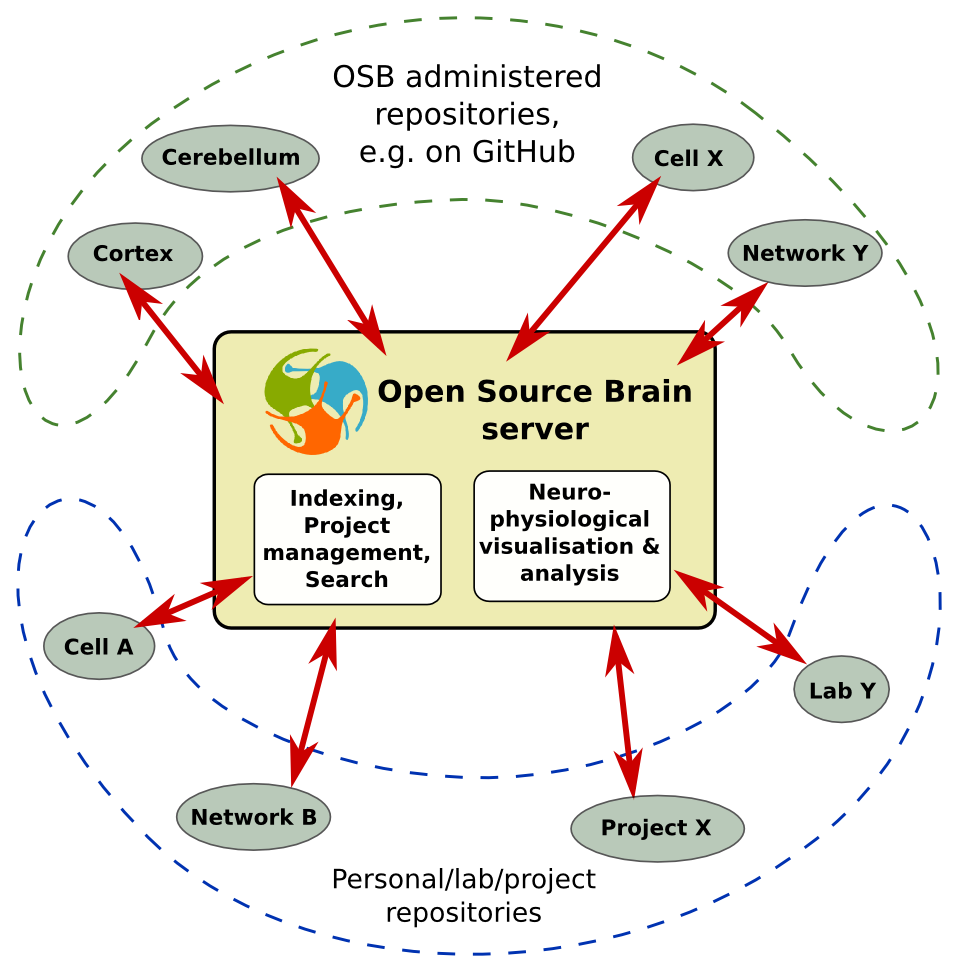 OSB administered
repositories,
e.g. on GitHub
Cerebellum
Cell X
Cortex
Network Y
Open Source Brain
server
Indexing,
Project
management,
Search
Neuro-
physiological
visualisation &
analysis
Cell A
Lab Y
Network B
Project X
Personal/lab/project
repositories